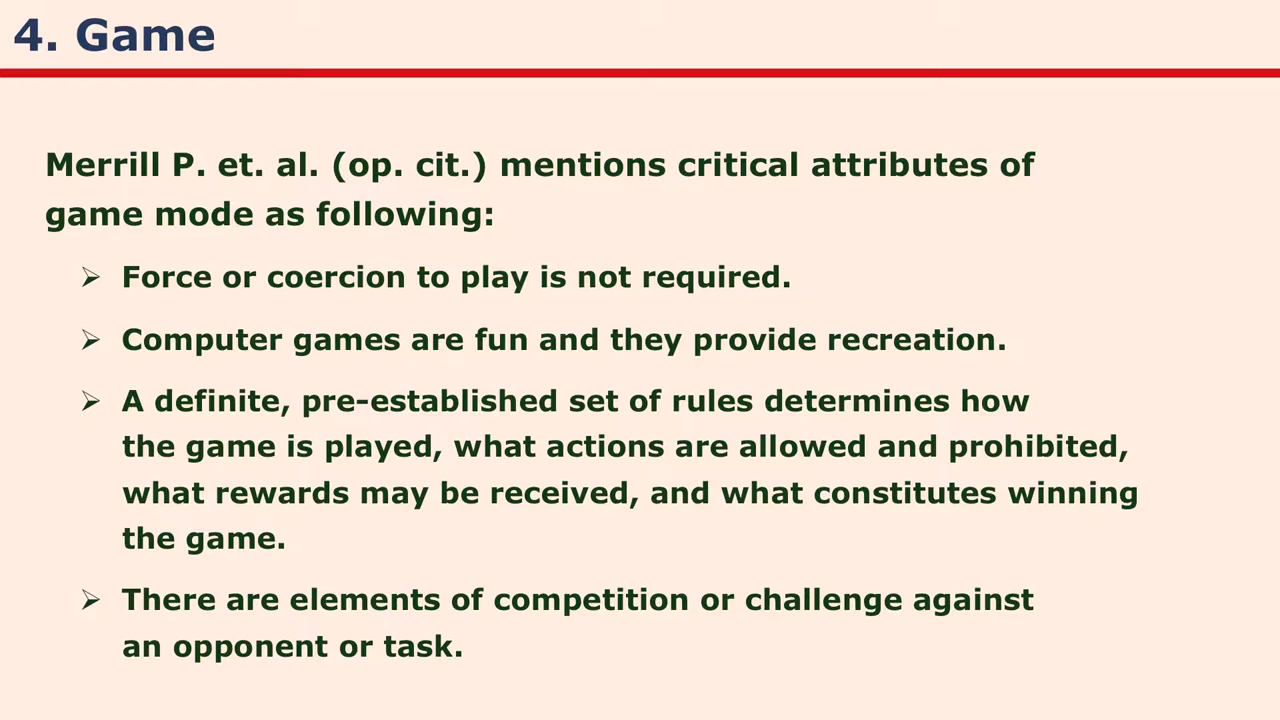 4. Game
Merrill P. et. al. (op. cit.) mentions critical attributes of
game mode as following:
➢ Force or coercion to play is not required.
➢ Computer games are fun and they provide recreation.
➢ A definite, pre-established set of rules determines how
the game is played, what actions are allowed and prohibited,
what rewards may be received, and what constitutes winning
the game.
➢ There are elements of competition or challenge against
an opponent or task.